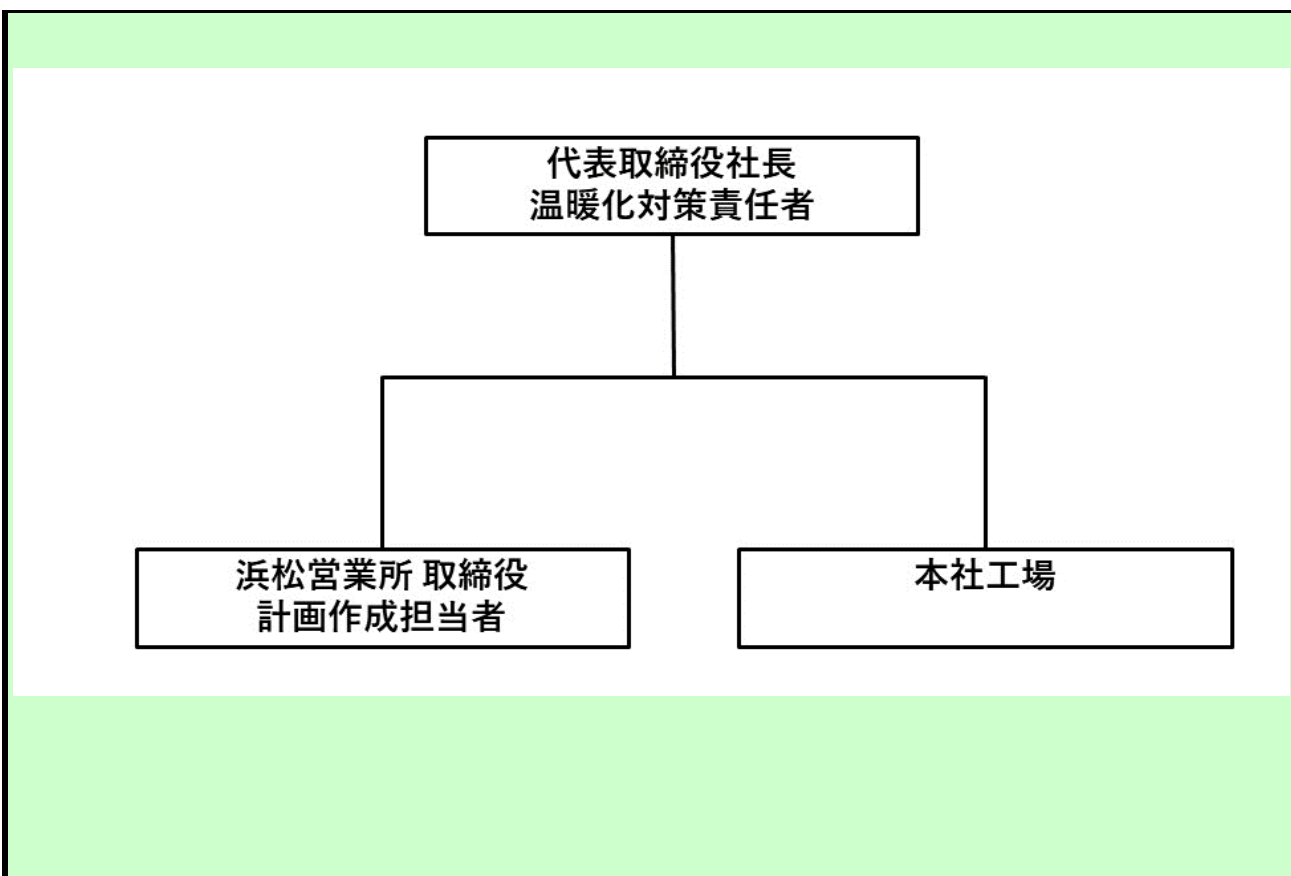 代表取締役社長
温暖化対策責任者
浜松営業所 取締役
計画作成担当者
本社工場